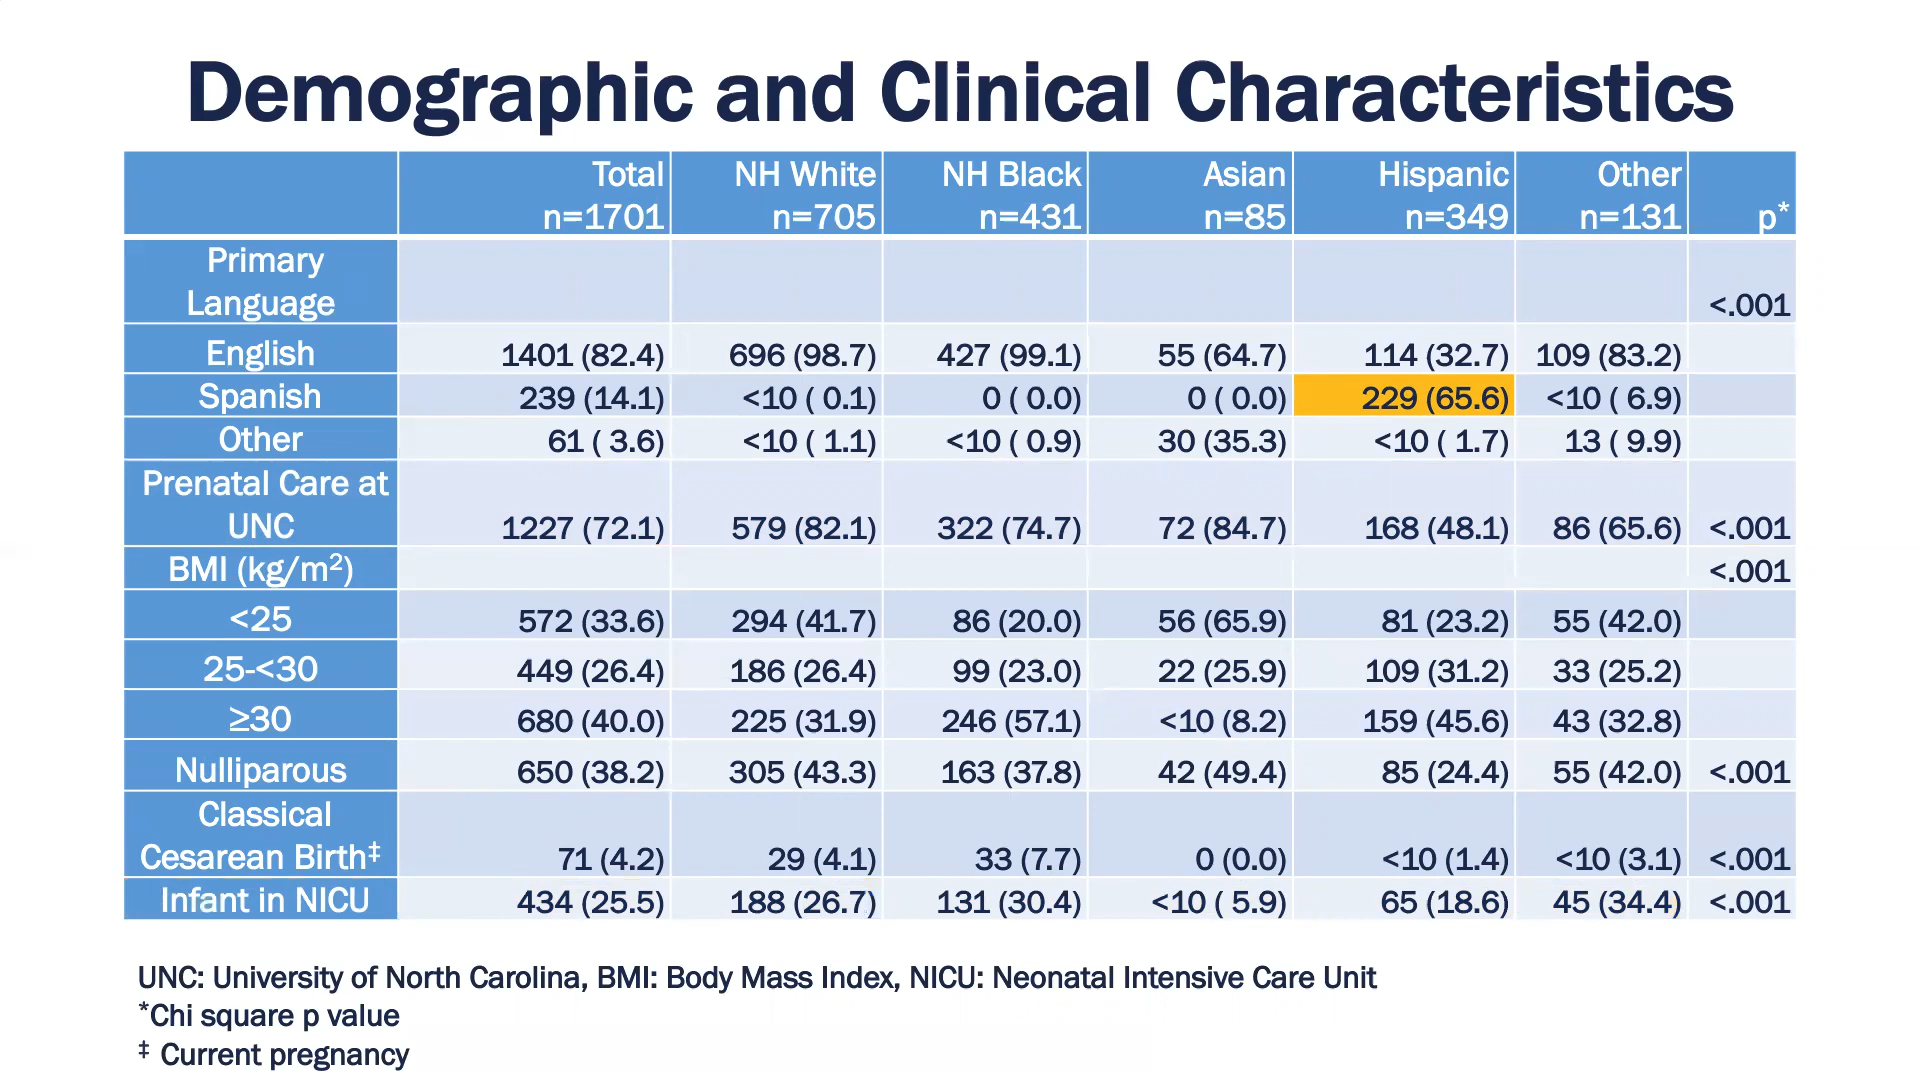 Demographic and Clinical Characteristics
Total n=1701 NH White n=705 NH Black n=431 Asian n=85 Hispanic n=349 Other n=131 p*
Primary Language <.001
English 1401 (82.4) 696 (98.7) 427 (99.1) 55 (64.7) 114 (32.7) 109 (83.2)
Spanish 239 (14.1) <10 ( 0.1) 0 ( 0.0) 0 ( 0.0) 229 (65.6) <10 ( 6.9)
Other 61 ( 3.6) <10 ( 1.1) <10 ( 0.9) 30 (35.3) <10 ( 1.7) 13 ( 9.9)
Prenatal Care at UNC 1227 (72.1) 579 (82.1) 322 (74.7) 72 (84.7) 168 (48.1) 86 (65.6) <.001
BMI (kg/m²) <.001
<25 572 (33.6) 294 (41.7) 86 (20.0) 56 (65.9) 81 (23.2) 55 (42.0)
25-<30 449 (26.4) 186 (26.4) 99 (23.0) 22 (25.9) 109 (31.2) 33 (25.2)
≥30 680 (40.0) 225 (31.9) 246 (57.1) <10 (8.2) 159 (45.6) 43 (32.8)
Nulliparous 650 (38.2) 305 (43.3) 163 (37.8) 42 (49.4) 85 (24.4) 55 (42.0) <.001
Classical Cesarean Birth‡ 71 (4.2) 29 (4.1) 33 (7.7) 0 (0.0) <10 (1.4) <10 (3.1) <.001
Infant in NICU 434 (25.5) 188 (26.7) 131 (30.4) <10 ( 5.9) 65 (18.6) 45 (34.4) <.001
UNC: University of North Carolina, BMI: Body Mass Index, NICU: Neonatal Intensive Care Unit
*Chi square p value
‡ Current pregnancy